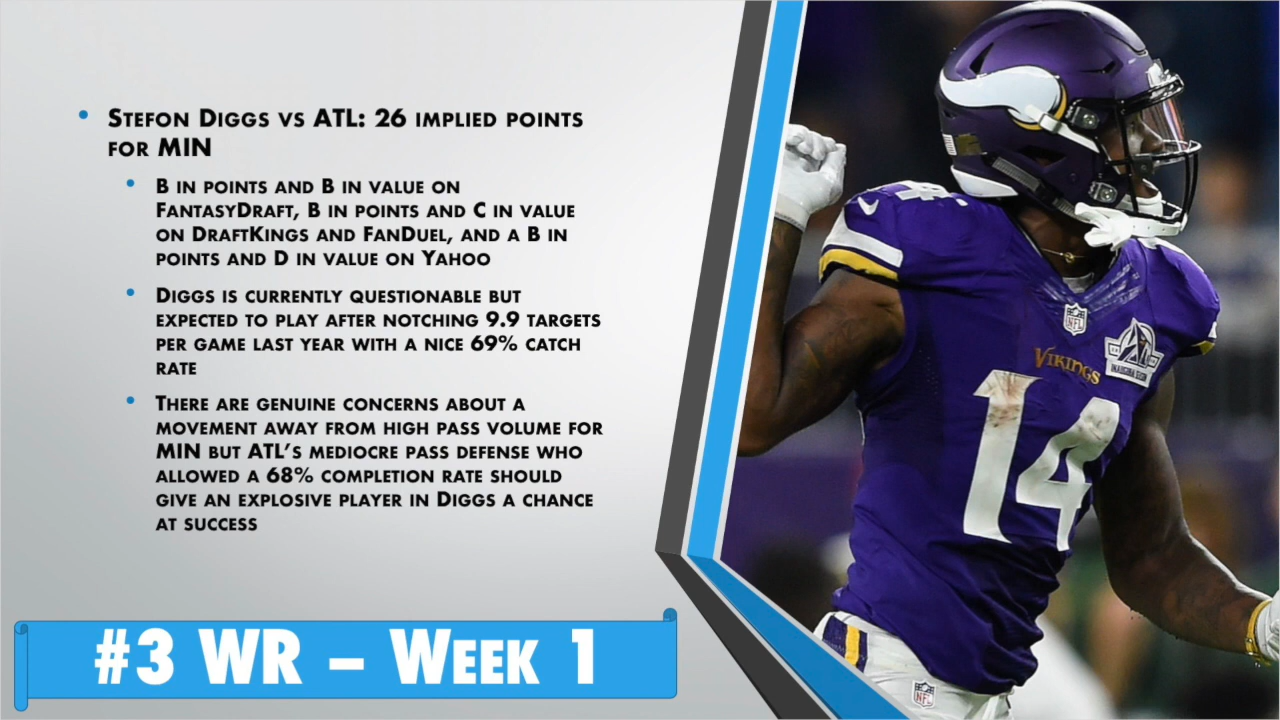 • Stefon Diggs vs ATL: 26 implied points
for MIN
• B in points and B in value on
FantasyDraft, B in points and C in value
on DraftKings and FanDuel, and a B in
points and D in value on Yahoo
• Diggs is currently questionable but
expected to play after notching 9.9 targets
per game last year with a nice 69% catch
rate
• There are genuine concerns about a
movement away from high pass volume for
MIN but ATL's mediocre pass defense who
allowed a 68% completion rate should
give an explosive player in Diggs a chance
at success
#3 WR – Week 1
14
NFL
VIKINGS
14
NFL